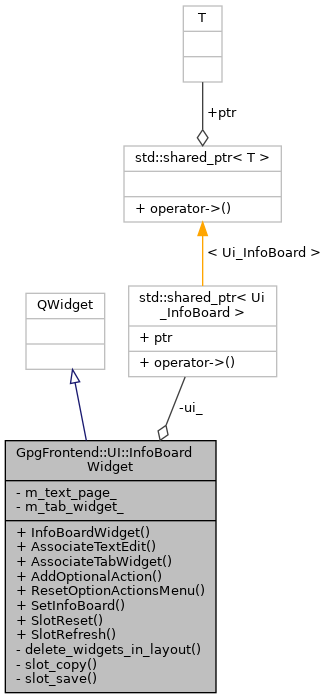 T
+ptr
std::shared_ptr< T >
+ operator->()
< Ui_InfoBoard >
std::shared_ptr< Ui
_InfoBoard >
+ ptr
+ operator->()
QWidget
-ui_
GpgFrontend::UI::InfoBoard
Widget
- m_text_page_
- m_tab_widget_
+ InfoBoardWidget()
+ AssociateTextEdit()
+ AssociateTabWidget()
+ AddOptionalAction()
+ ResetOptionActionsMenu()
+ SetInfoBoard()
+ SlotReset()
+ SlotRefresh()
- delete_widgets_in_layout()
- slot_copy()
- slot_save()